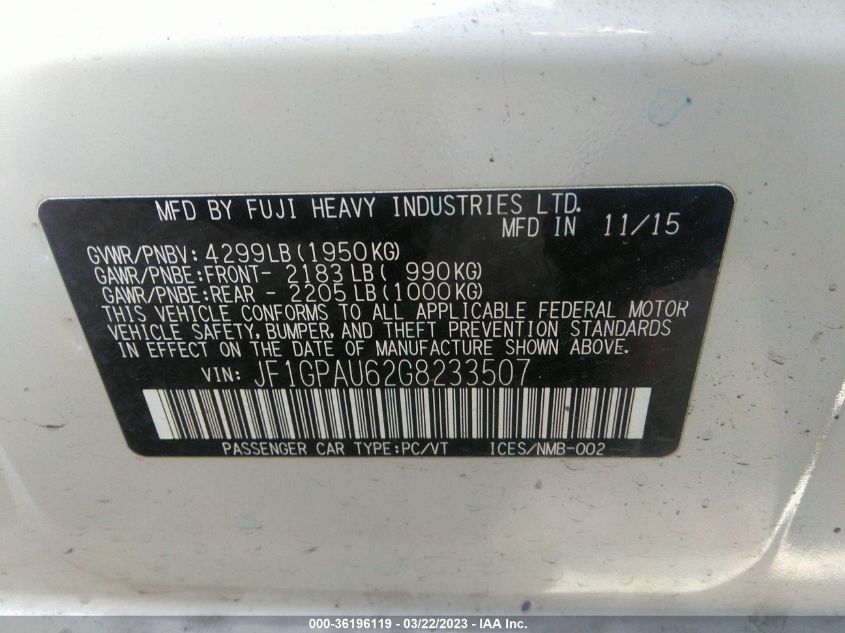 MFD BY FUJI HEAVY INDUSTRIES LTD.
MFD IN 11/15
GVWR/PNBV: 4299LB(1950KG)
GAWR/PNBE:FRONT- 2183LB( 990KG)
GAWR/PNBE:REAR - 2205LB(1000KG)
THIS VEHICLE CONFORMS TO ALL APPLICABLE FEDERAL MOTOR
VEHICLE SAFETY, BUMPER, AND THEFT PREVENTION STANDARDS
IN EFFECT ON THE DATE OF MANUFACTURE SHOWN ABOVE.
VIN: JF1GPAU62G8233507
PASSENGER CAR TYPE:PC/VT ICES/NMB-002
000-36196119 - 03/22/2023 - IAA Inc.